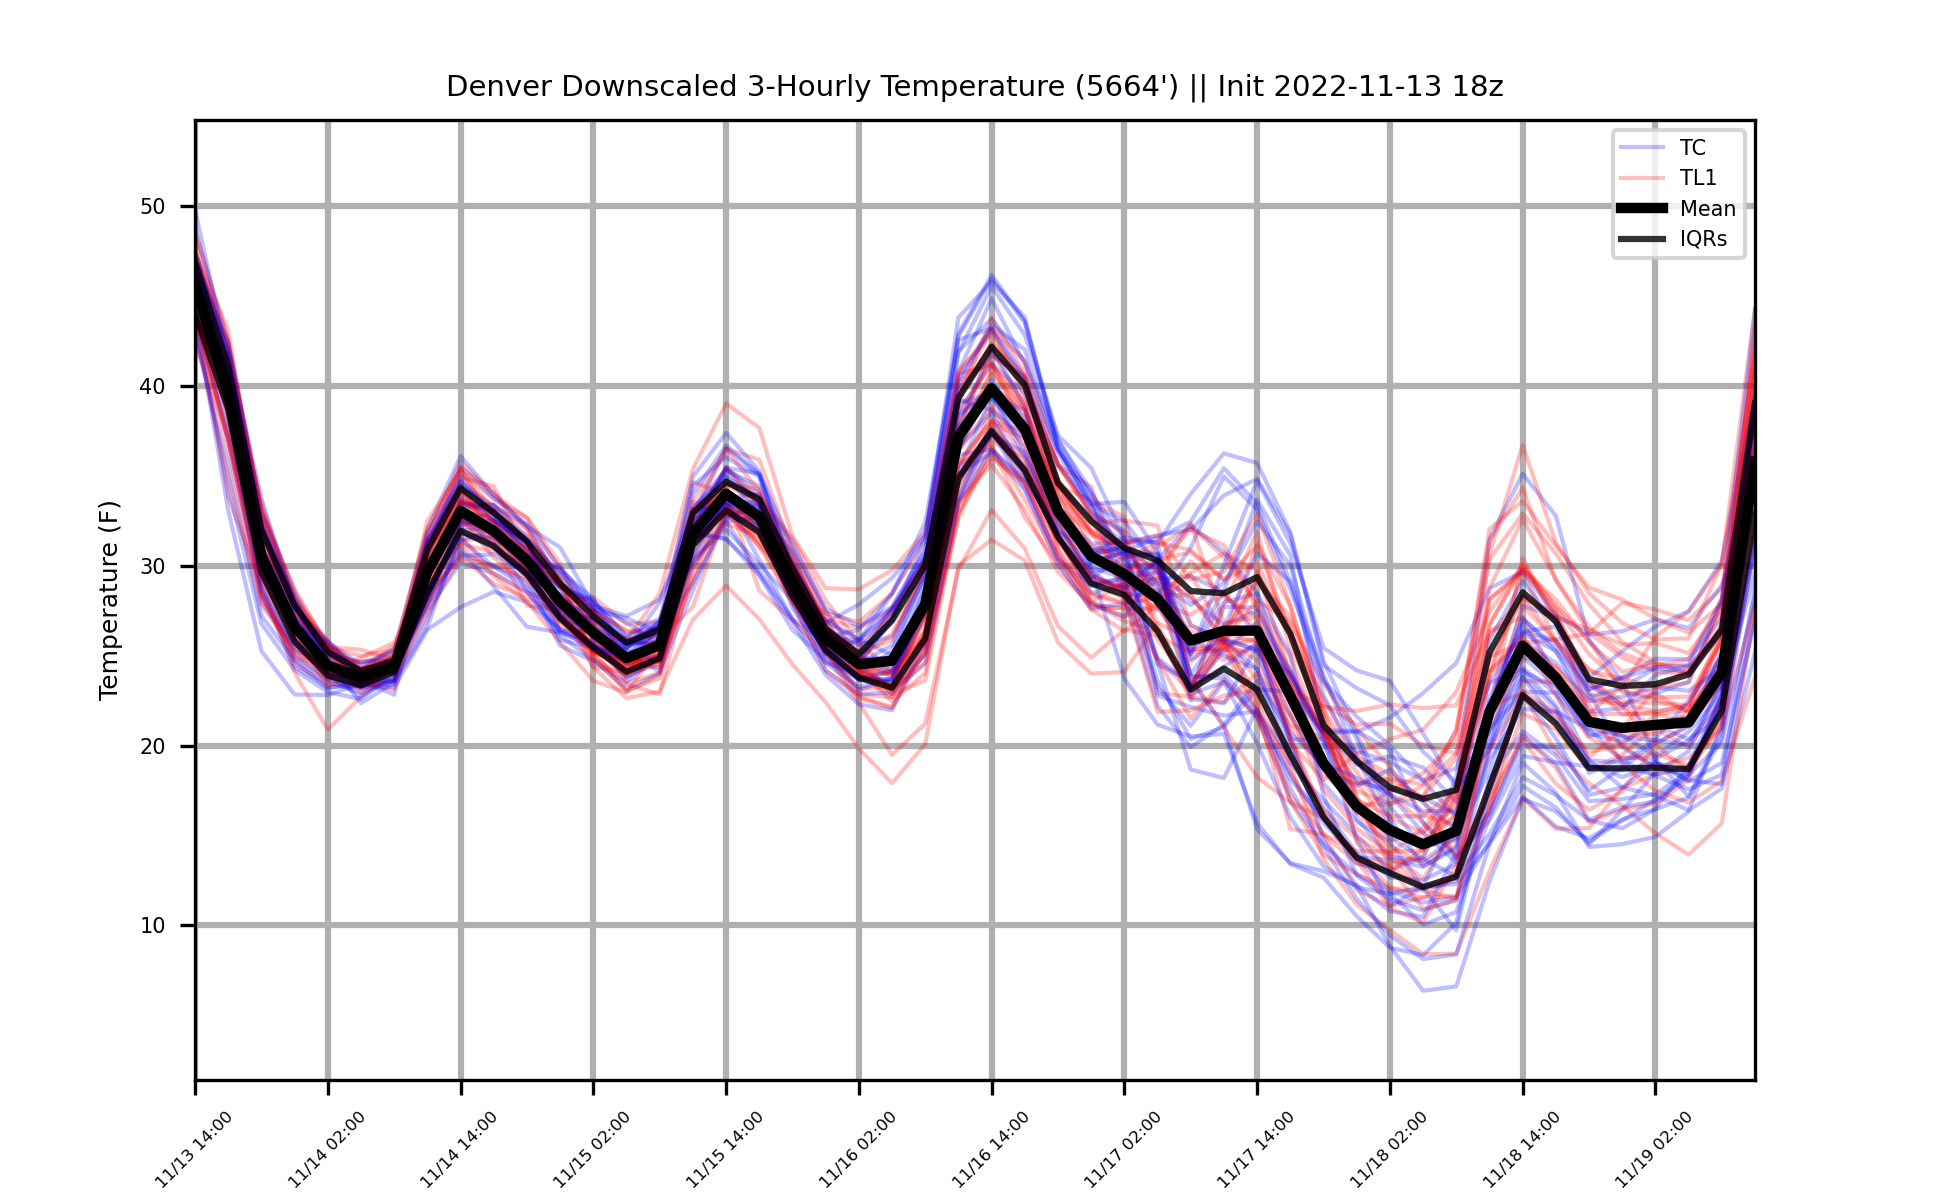 Denver Downscaled 3-Hourly Temperature (5664') || Init 2022-11-13 18z
TC
TL1
Mean
IQRs
Temperature (F)
50
40
30
20
10
11/13 14:00
11/14 02:00
11/14 14:00
11/15 02:00
11/15 14:00
11/16 02:00
11/16 14:00
11/17 02:00
11/17 14:00
11/18 02:00
11/18 14:00
11/19 02:00